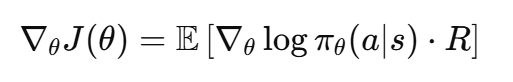 ∇θJ(θ) = 𝔼 [∇θ log πθ(a|s) · R]